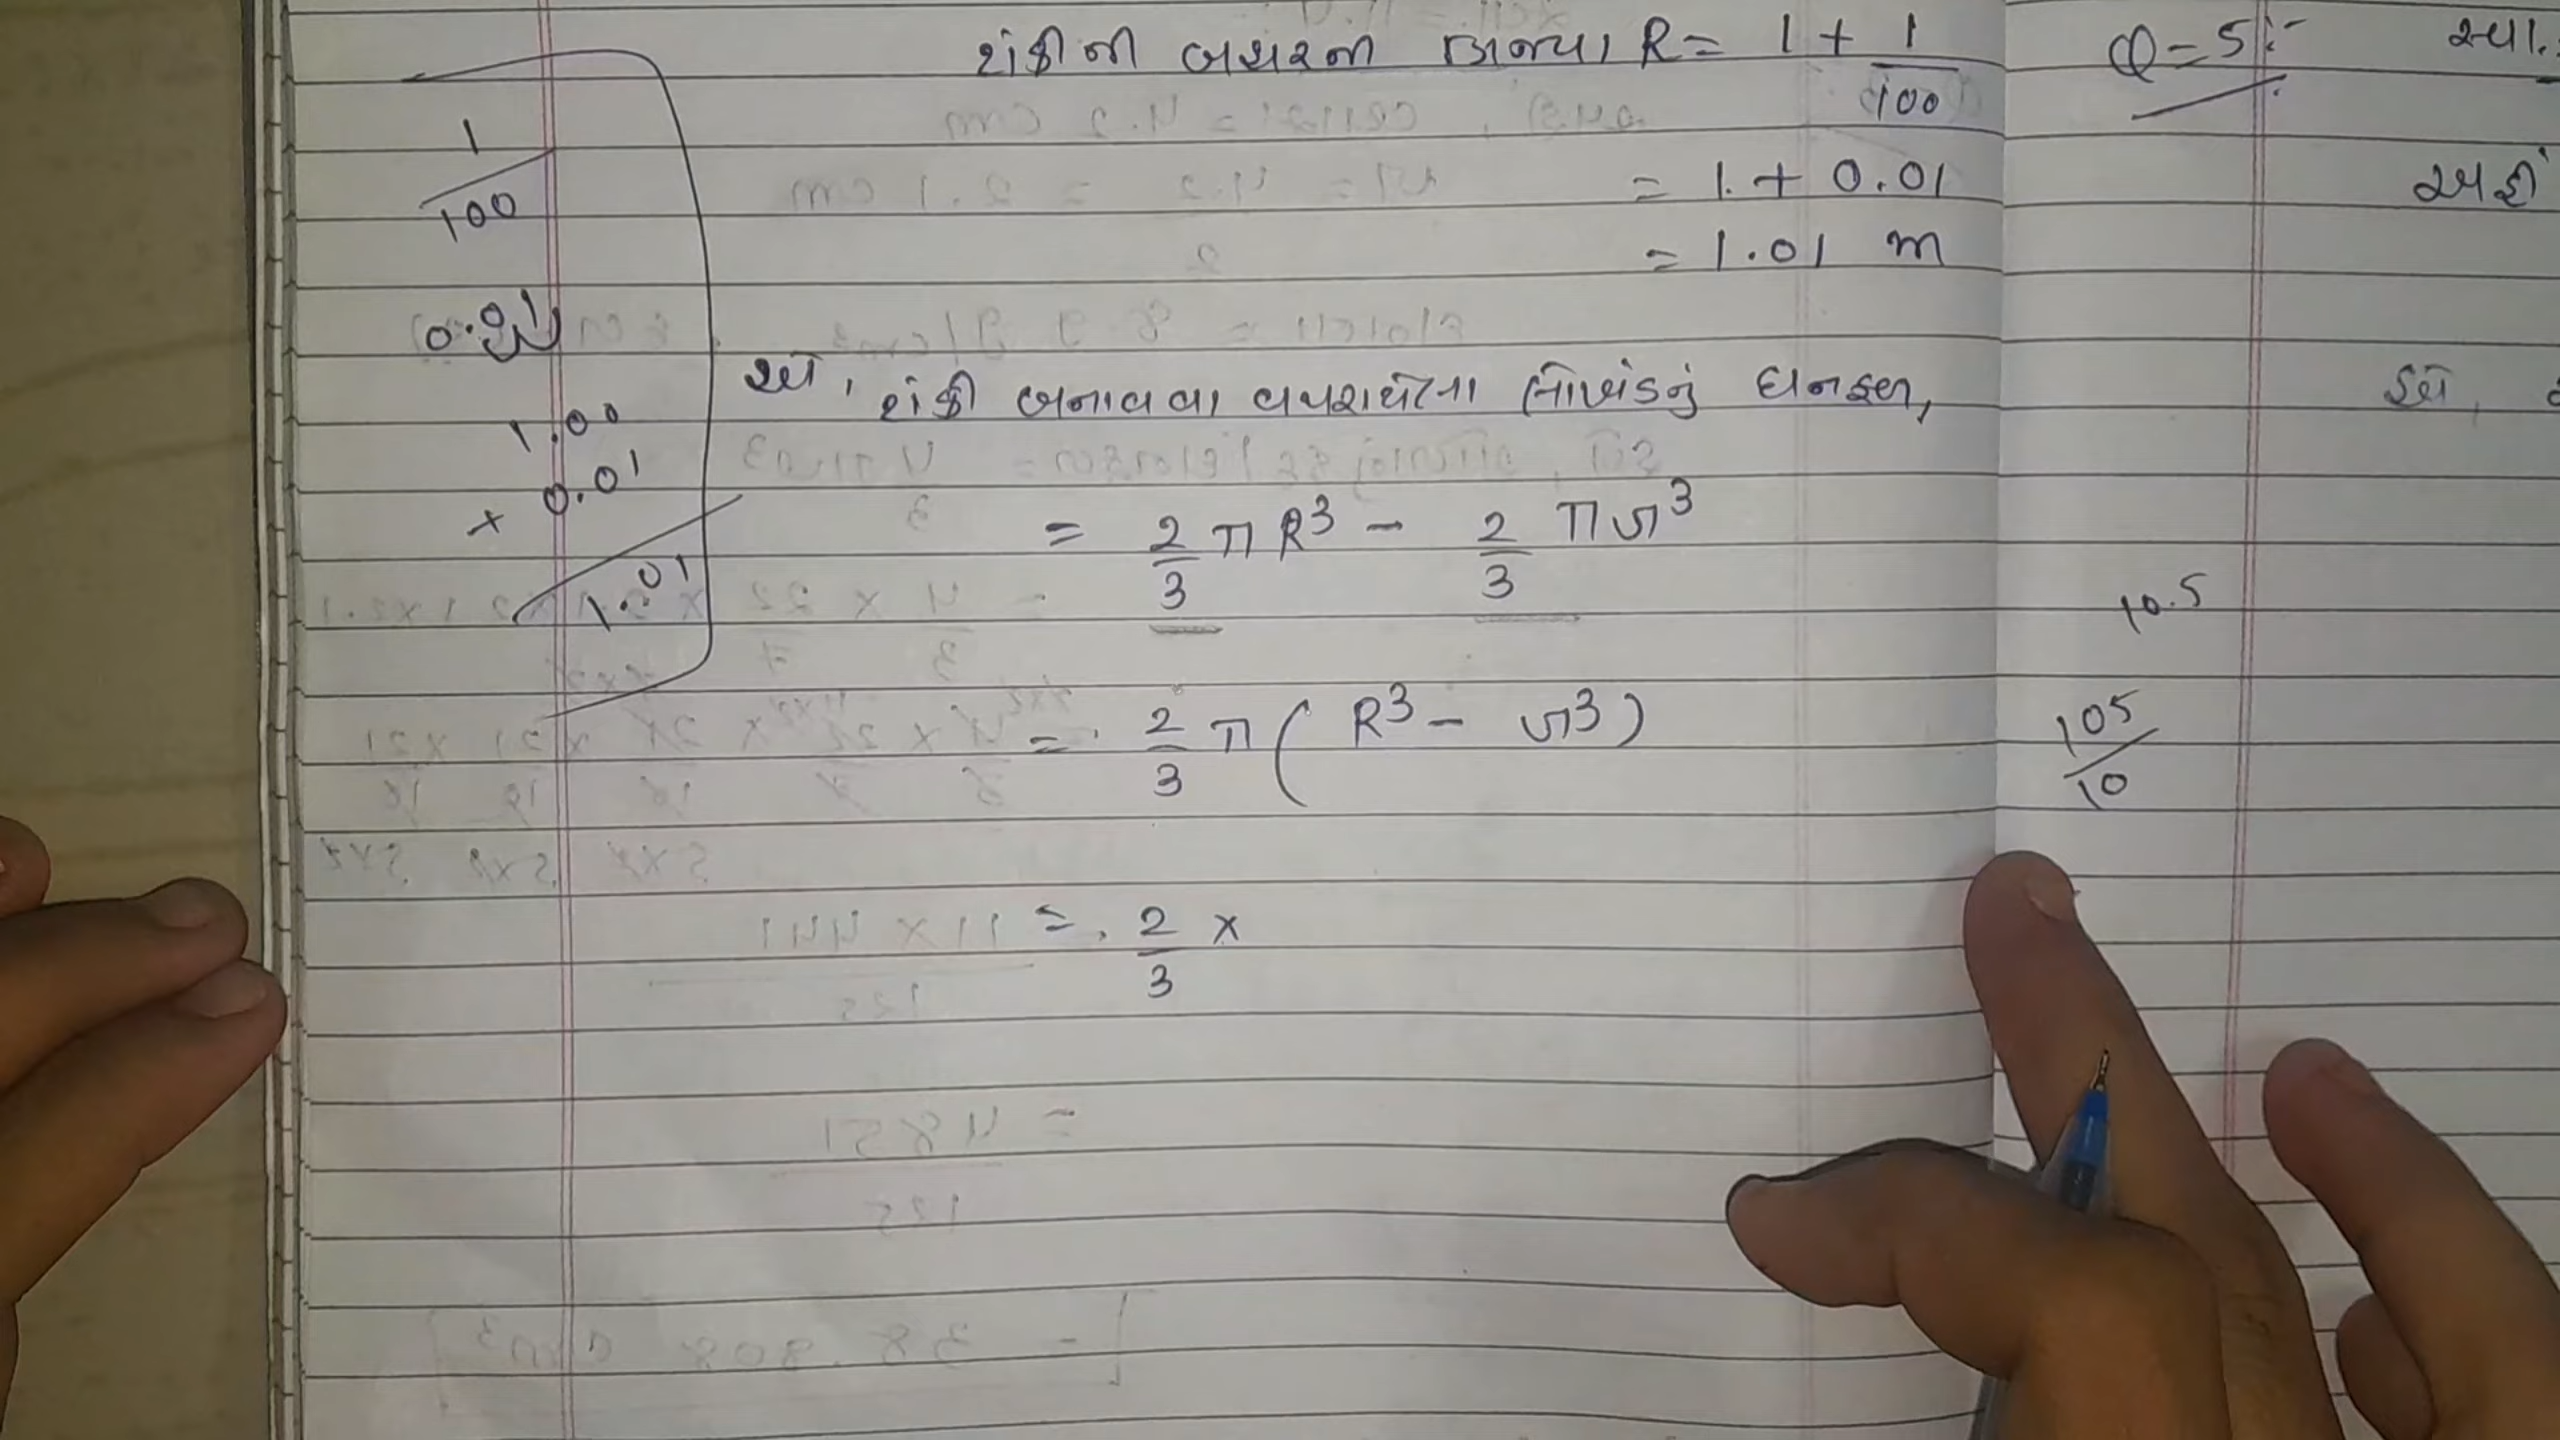 ટાંકીની બહારની ત્રિજ્યા R = 1 + 1/100
= 1 + 0.01
= 1.01 m
હવે, ટાંકી બનાવવા વપરાયેલા લોખંડનું ઘનફળ,
= 2/3 π R³ - 2/3 π r³
= 2/3 π ( R³ - r³ )
= 2/3 ×
1/100
0.01
1.00
× 0.01
1.01
Q=5:-
અહીં
હવે,
10.5
105/10